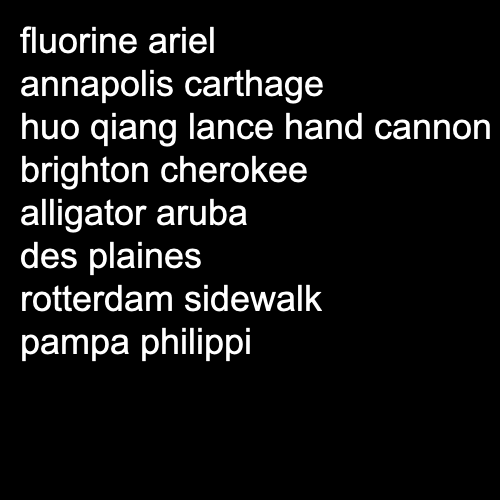 fluorine ariel
annapolis carthage
huo qiang lance hand cannon
brighton cherokee
alligator aruba
des plaines
rotterdam sidewalk
pampa philippi